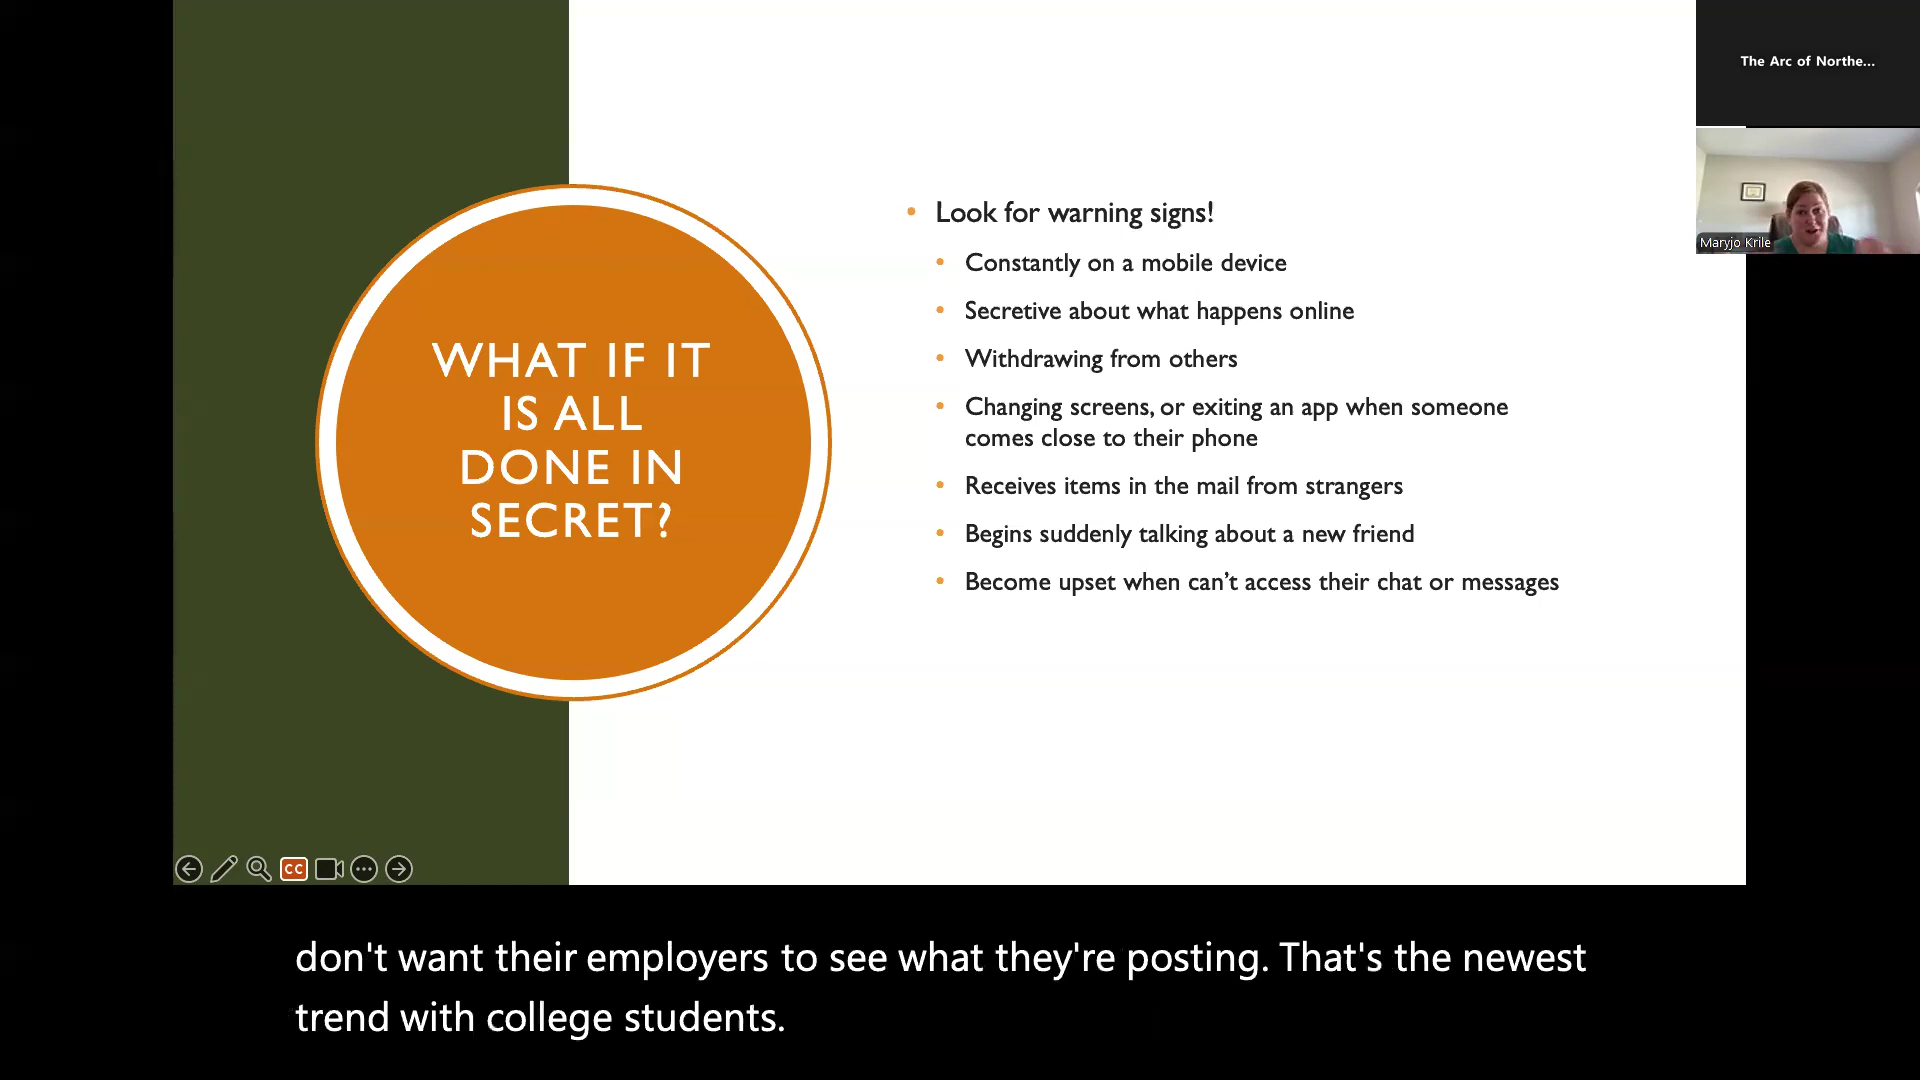 The Arc of Northe...
Maryjo Krile
WHAT IF IT
IS ALL
DONE IN
SECRET?
• Look for warning signs!
• Constantly on a mobile device
• Secretive about what happens online
• Withdrawing from others
• Changing screens, or exiting an app when someone
comes close to their phone
• Receives items in the mail from strangers
• Begins suddenly talking about a new friend
• Become upset when can’t access their chat or messages
CC
don't want their employers to see what they're posting. That's the newest
trend with college students.